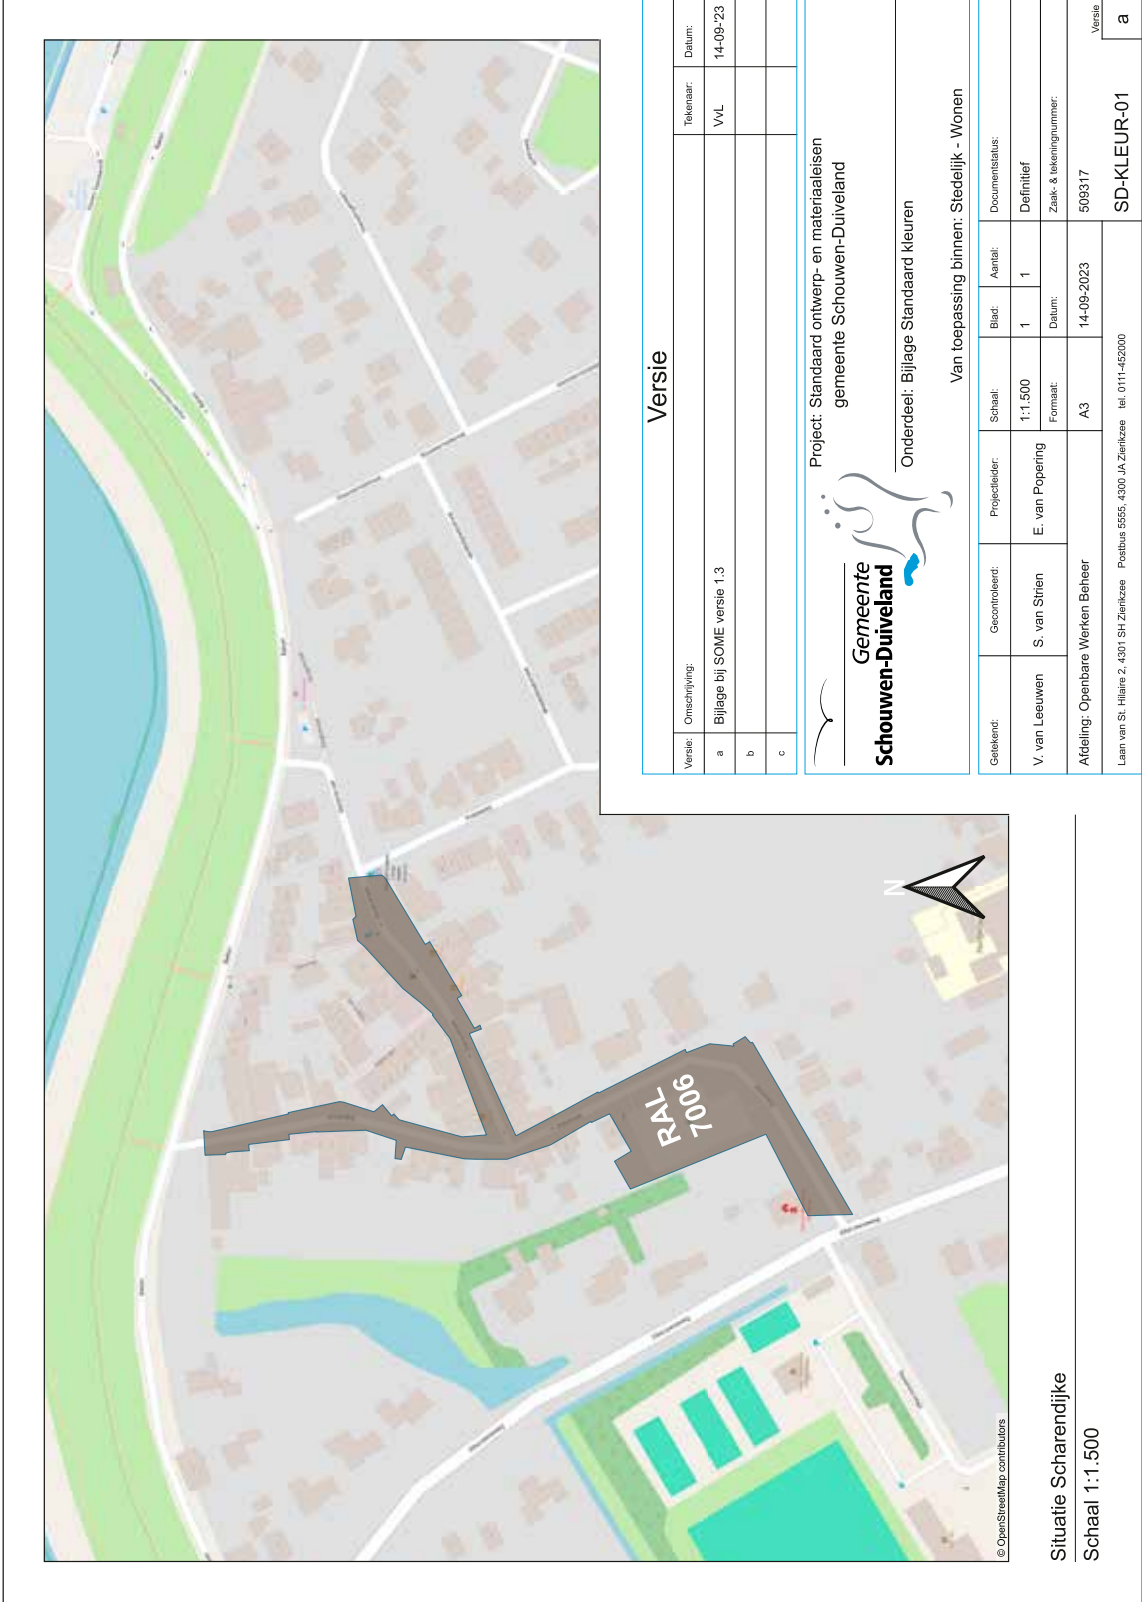 RAL
7006
N
© OpenStreetMap contributors
Situatie Scharendijke
Schaal 1:1.500
Versie
Versie: Omschrijving: Tekenaar: Datum:
a Bijlage bij SOME versie 1.3 VvL 14-09-'23
b
c
Gemeente
Schouwen-Duiveland
Project: Standaard ontwerp- en materiaaleisen
gemeente Schouwen-Duiveland
Onderdeel: Bijlage Standaard kleuren
Van toepassing binnen: Stedelijk - Wonen
Getekend: Gecontroleerd: Projectleider: Schaal: Blad: Aantal: Documentstatus:
V. van Leeuwen S. van Strien E. van Popering 1:1.500 1 1 Definitief
Formaat: Datum: Zaak- & tekeningnummer:
Afdeling: Openbare Werken Beheer A3 14-09-2023 509317
Versie
Laan van St. Hilaire 2, 4301 SH Zierikzee Postbus 5555, 4300 JA Zierikzee tel. 0111-452000
SD-KLEUR-01 a